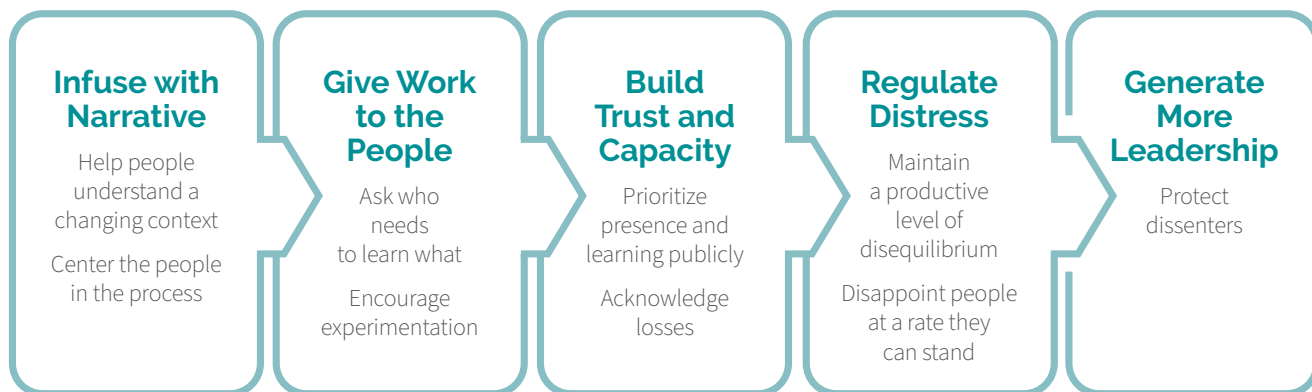 Infuse with
Narrative
Help people
understand a
changing context
Center the people
in the process
Give Work
to the
People
Ask who
needs
to learn what
Encourage
experimentation
Build
Trust and
Capacity
Prioritize
presence and
learning publicly
Acknowledge
losses
Regulate
Distress
Maintain
a productive
level of
disequilibrium
Disappoint people
at a rate they
can stand
Generate
More
Leadership
Protect
dissenters